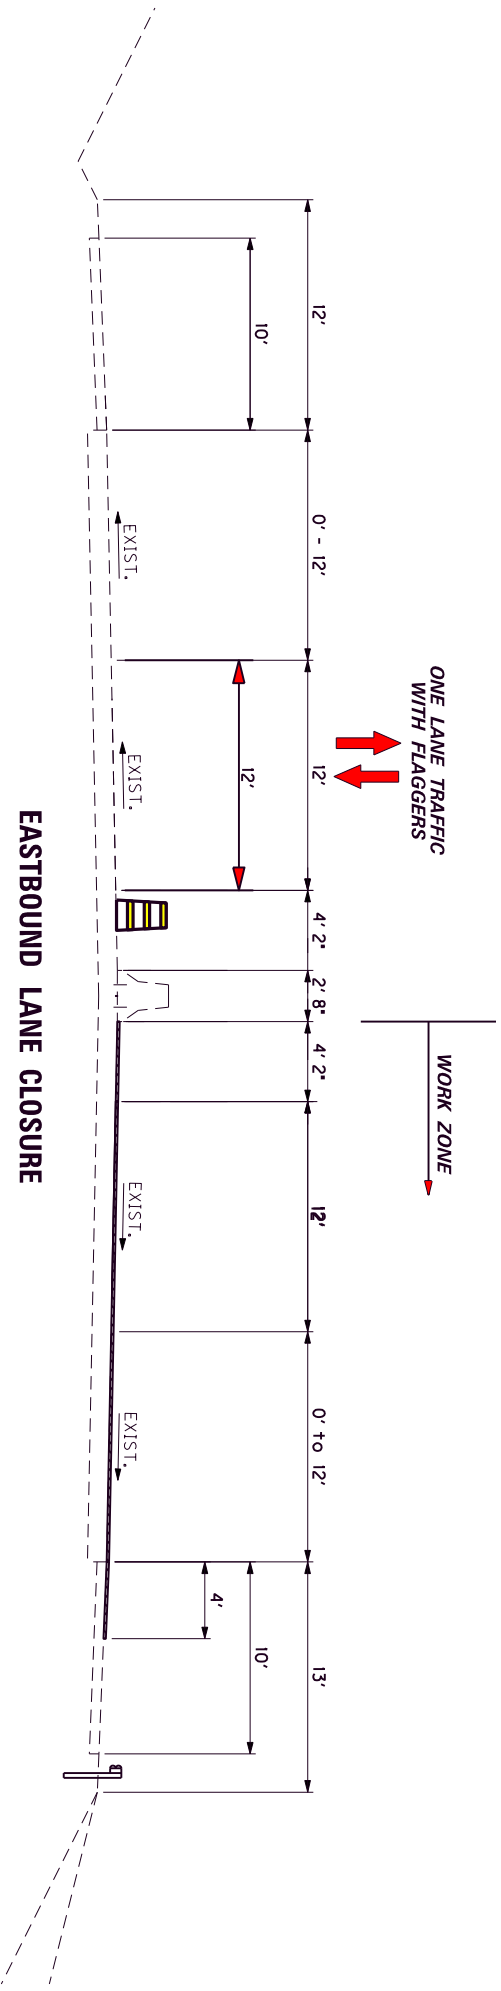 ONE LANE TRAFFIC
WITH FLAGGERS
WORK ZONE
12'
0' - 12'
12'
4' 2"
2' 8"
4' 2"
12'
0' to 12'
13'
10'
12'
4'
10'
EXIST.
EXIST.
EXIST.
EXIST.
EASTBOUND LANE CLOSURE